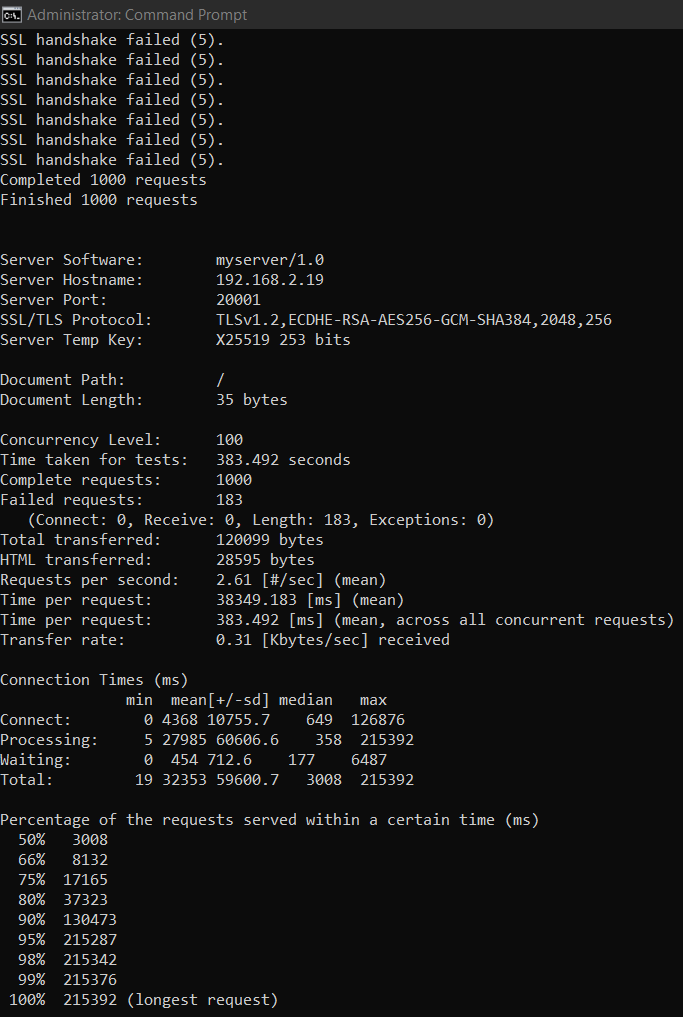 Administrator: Command Prompt
SSL handshake failed (5).
SSL handshake failed (5).
SSL handshake failed (5).
SSL handshake failed (5).
SSL handshake failed (5).
SSL handshake failed (5).
SSL handshake failed (5).
Completed 1000 requests
Finished 1000 requests
Server Software:        myserver/1.0
Server Hostname:        192.168.2.19
Server Port:            20001
SSL/TLS Protocol:       TLSv1.2,ECDHE-RSA-AES256-GCM-SHA384,2048,256
Server Temp Key:        X25519 253 bits
Document Path:          /
Document Length:        35 bytes
Concurrency Level:      100
Time taken for tests:   383.492 seconds
Complete requests:      1000
Failed requests:        183
   (Connect: 0, Receive: 0, Length: 183, Exceptions: 0)
Total transferred:      120099 bytes
HTML transferred:       28595 bytes
Requests per second:    2.61 [#/sec] (mean)
Time per request:       38349.183 [ms] (mean)
Time per request:       383.492 [ms] (mean, across all concurrent requests)
Transfer rate:          0.31 [Kbytes/sec] received
Connection Times (ms)
              min  mean[+/-sd] median   max
Connect:        0 4368 10755.7    649  126876
Processing:     5 27985 60606.6    358  215392
Waiting:        0  454 712.6    177    6487
Total:         19 32353 59600.7   3008  215392
Percentage of the requests served within a certain time (ms)
  50%   3008
  66%   8132
  75%  17165
  80%  37323
  90%  130473
  95%  215287
  98%  215342
  99%  215376
 100%  215392 (longest request)